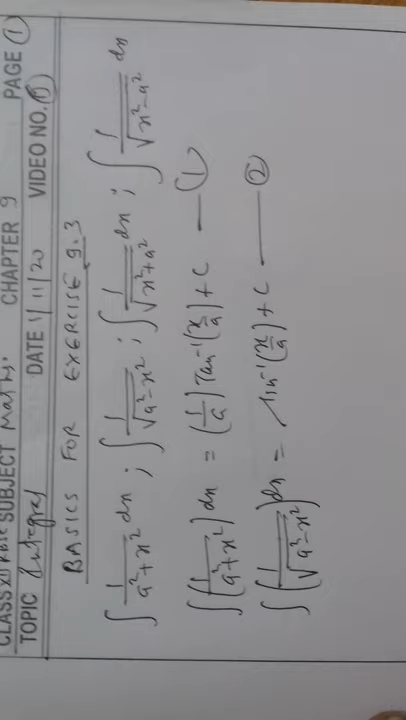 CLASS XII SUBJECT Maths. CHAPTER 9 PAGE ①
TOPIC Integral DATE 1/11/20 VIDEO NO. ①
BASICS FOR EXERCISE 9.3
∫ 1/(a²+x²) dx ; ∫ 1/√(a²-x²) ; ∫ 1/√(x²+a²) dx ; ∫ 1/√(x²-a²) dx
∫ (1/(a²+x²)) dx = (1/a) Tan⁻¹(x/a) + C — ①
∫ (1/√(a²-x²)) dx = sin⁻¹(x/a) + C — ②